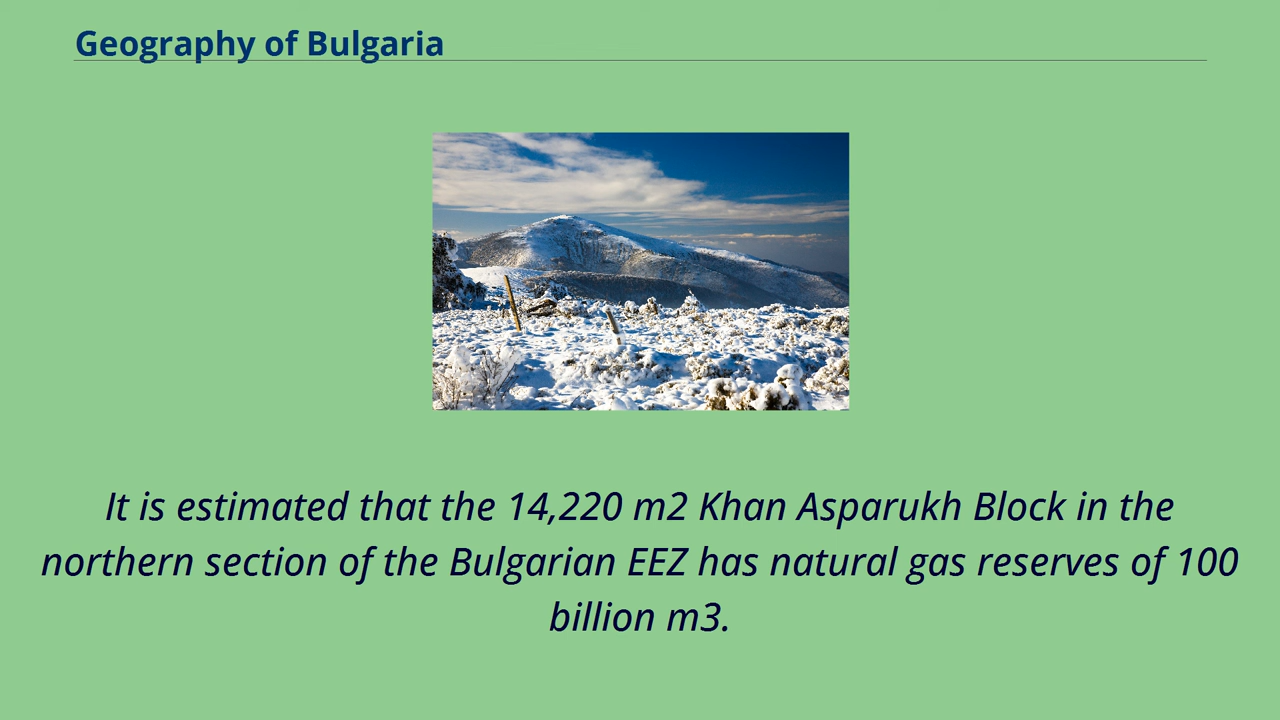 Geography of Bulgaria
It is estimated that the 14,220 m2 Khan Asparukh Block in the
northern section of the Bulgarian EEZ has natural gas reserves of 100
billion m3.